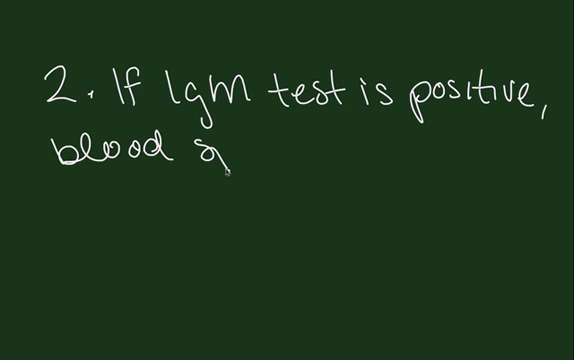 2. If IgM test is positive,
blood